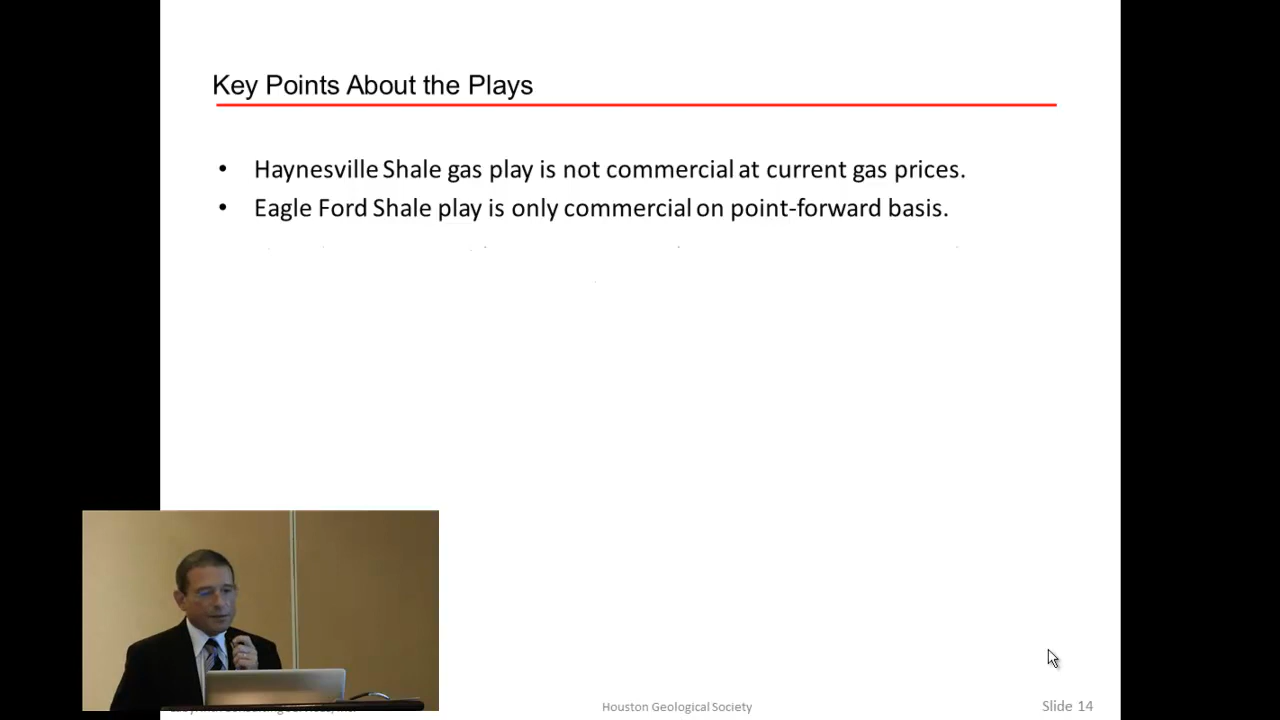 Key Points About the Plays
• Haynesville Shale gas play is not commercial at current gas prices.
• Eagle Ford Shale play is only commercial on point-forward basis.
Houston Geological Society
Slide 14